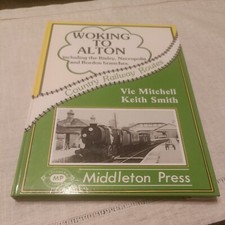 WOKING
TO
ALTON
including the Bisley, Necropolis
and Bordon branches.
Country Railway Routes
Vic Mitchell
Keith Smith
MP
Middleton Press